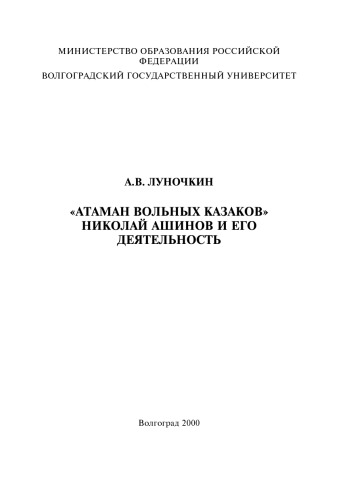 МИНИСТЕРСТВО ОБРАЗОВАНИЯ РОССИЙСКОЙ
ФЕДЕРАЦИИ
ВОЛГОГРАДСКИЙ ГОСУДАРСТВЕННЫЙ УНИВЕРСИТЕТ
А.В. ЛУНОЧКИН
«АТАМАН ВОЛЬНЫХ КАЗАКОВ»
НИКОЛАЙ АШИНОВ И ЕГО
ДЕЯТЕЛЬНОСТЬ
Волгоград 2000